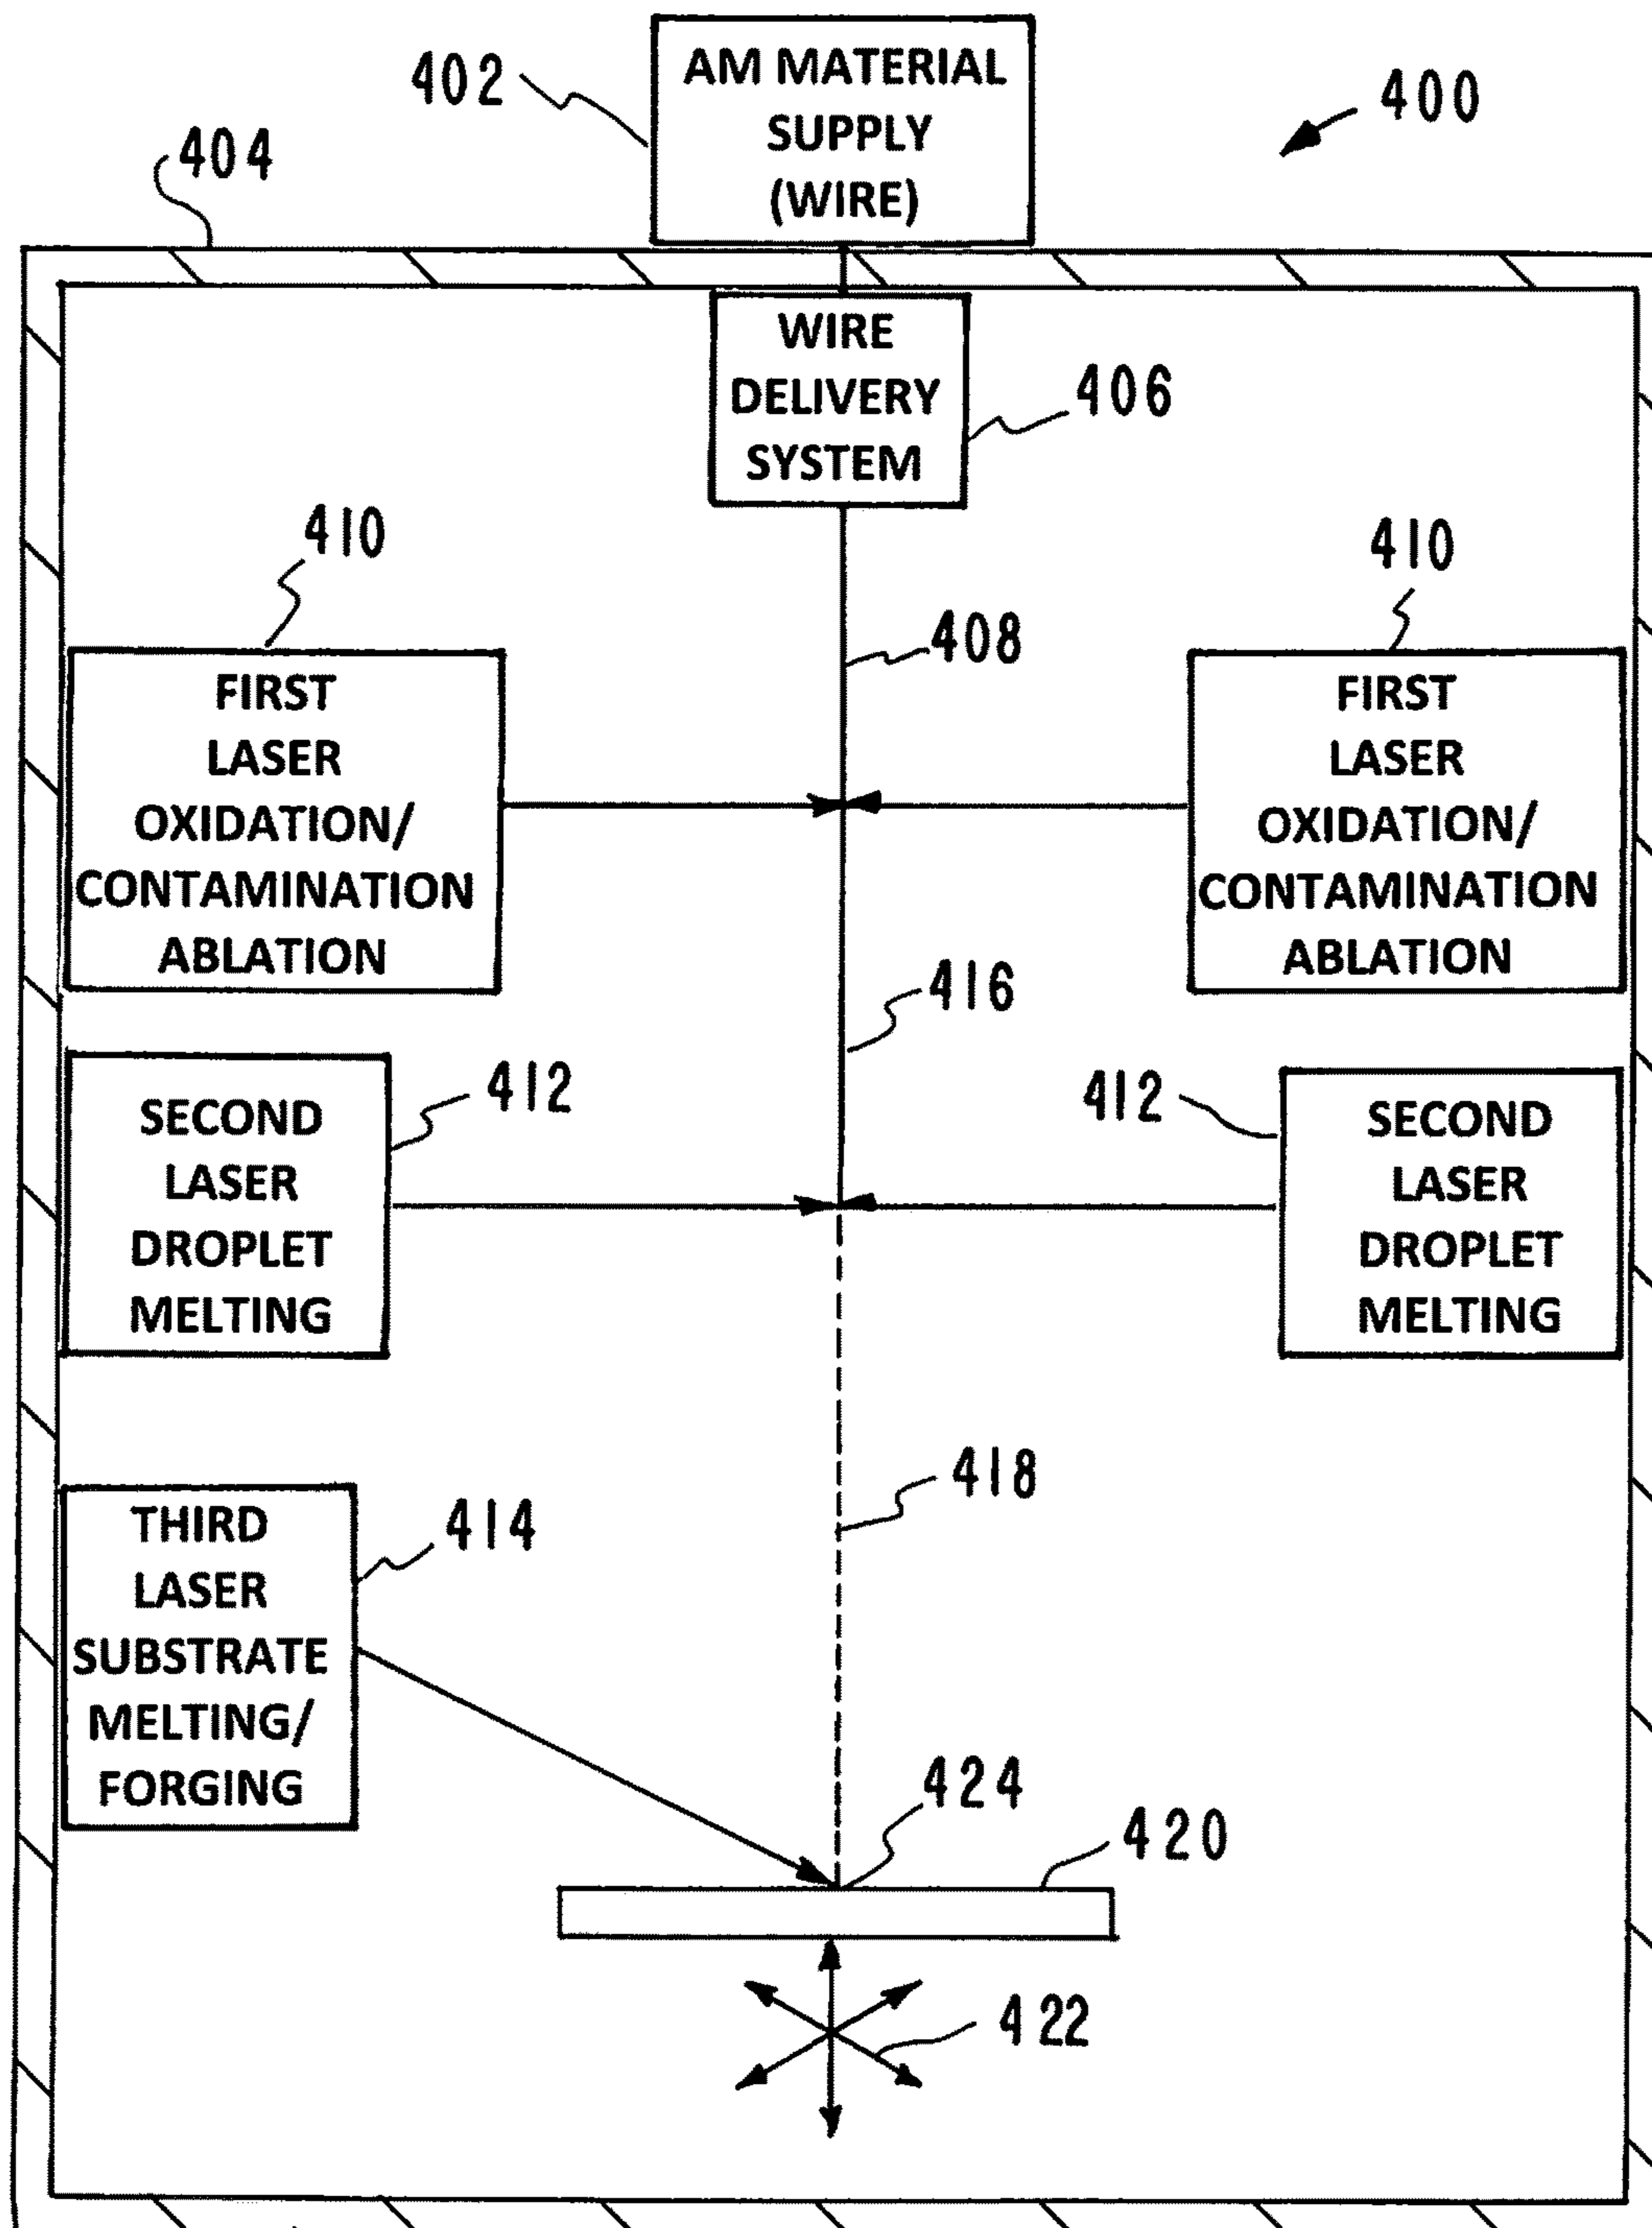 AM MATERIAL
SUPPLY
(WIRE)
402
400
404
WIRE
DELIVERY
SYSTEM
406
410
410
408
FIRST
LASER
OXIDATION/
CONTAMINATION
ABLATION
FIRST
LASER
OXIDATION/
CONTAMINATION
ABLATION
416
SECOND
LASER
DROPLET
MELTING
412
412
SECOND
LASER
DROPLET
MELTING
418
THIRD
LASER
SUBSTRATE
MELTING/
FORGING
414
424
420
422